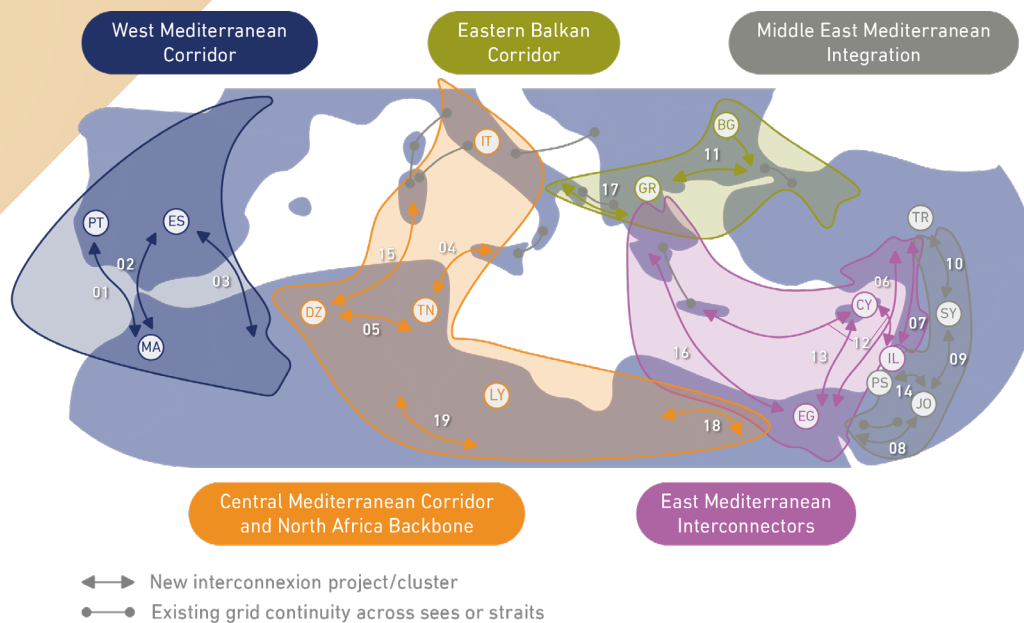 West Mediterranean
Corridor
Eastern Balkan
Corridor
Middle East Mediterranean
Integration
BG
IT
11
17
GR
PT
ES
TR
02
15
04
10
01
03
06
CY
DZ
TN
SY
05
07
MA
12
16
13
IL
09
PS
14
LY
JO
EG
19
18
08
Central Mediterranean Corridor
and North Africa Backbone
East Mediterranean
Interconnectors
New interconnexion project/cluster
Existing grid continuity across sees or straits